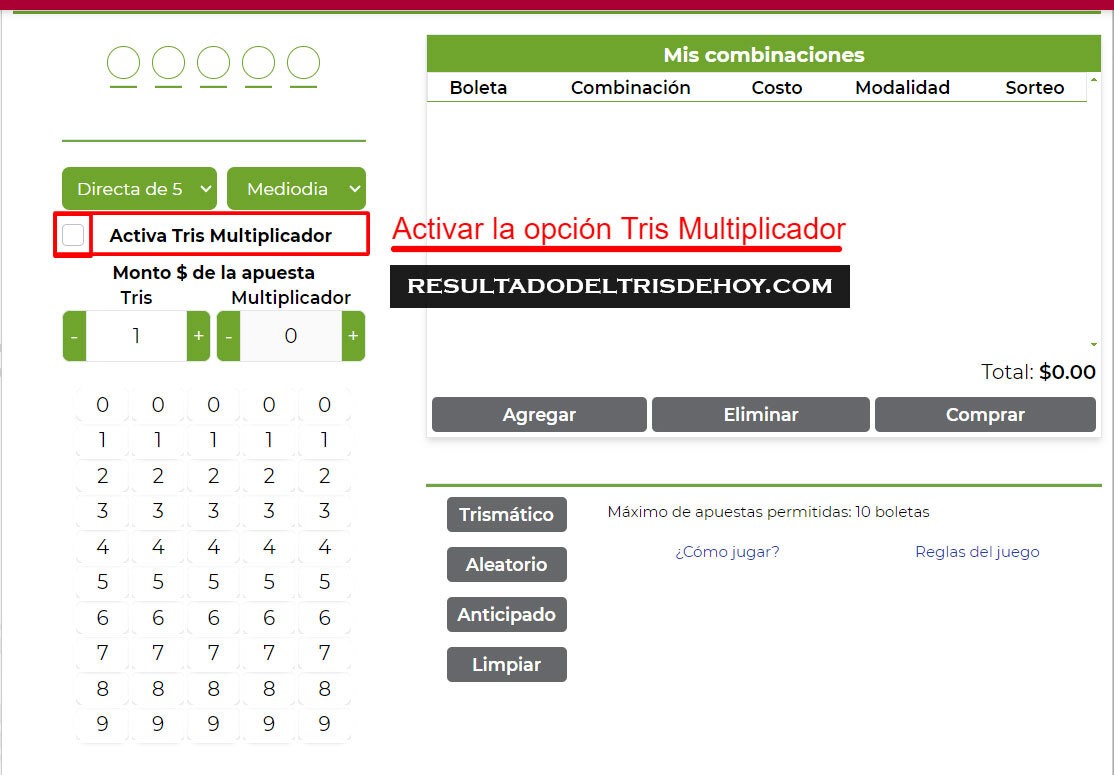 Mis combinaciones
Boleta Combinación Costo Modalidad Sorteo
Directa de 5 Mediodia
Activa Tris Multiplicador
Activar la opción Tris Multiplicador
RESULTADODELTRISDEHOY.COM
Monto $ de la apuesta
Tris Multiplicador
- 1 + - 0 +
Total: $0.00
Agregar Eliminar Comprar
0 0 0 0 0
1 1 1 1 1
2 2 2 2 2
3 3 3 3 3
4 4 4 4 4
5 5 5 5 5
6 6 6 6 6
7 7 7 7 7
8 8 8 8 8
9 9 9 9 9
Trismático
Aleatorio
Anticipado
Limpiar
Máximo de apuestas permitidas: 10 boletas
¿Cómo jugar? Reglas del juego